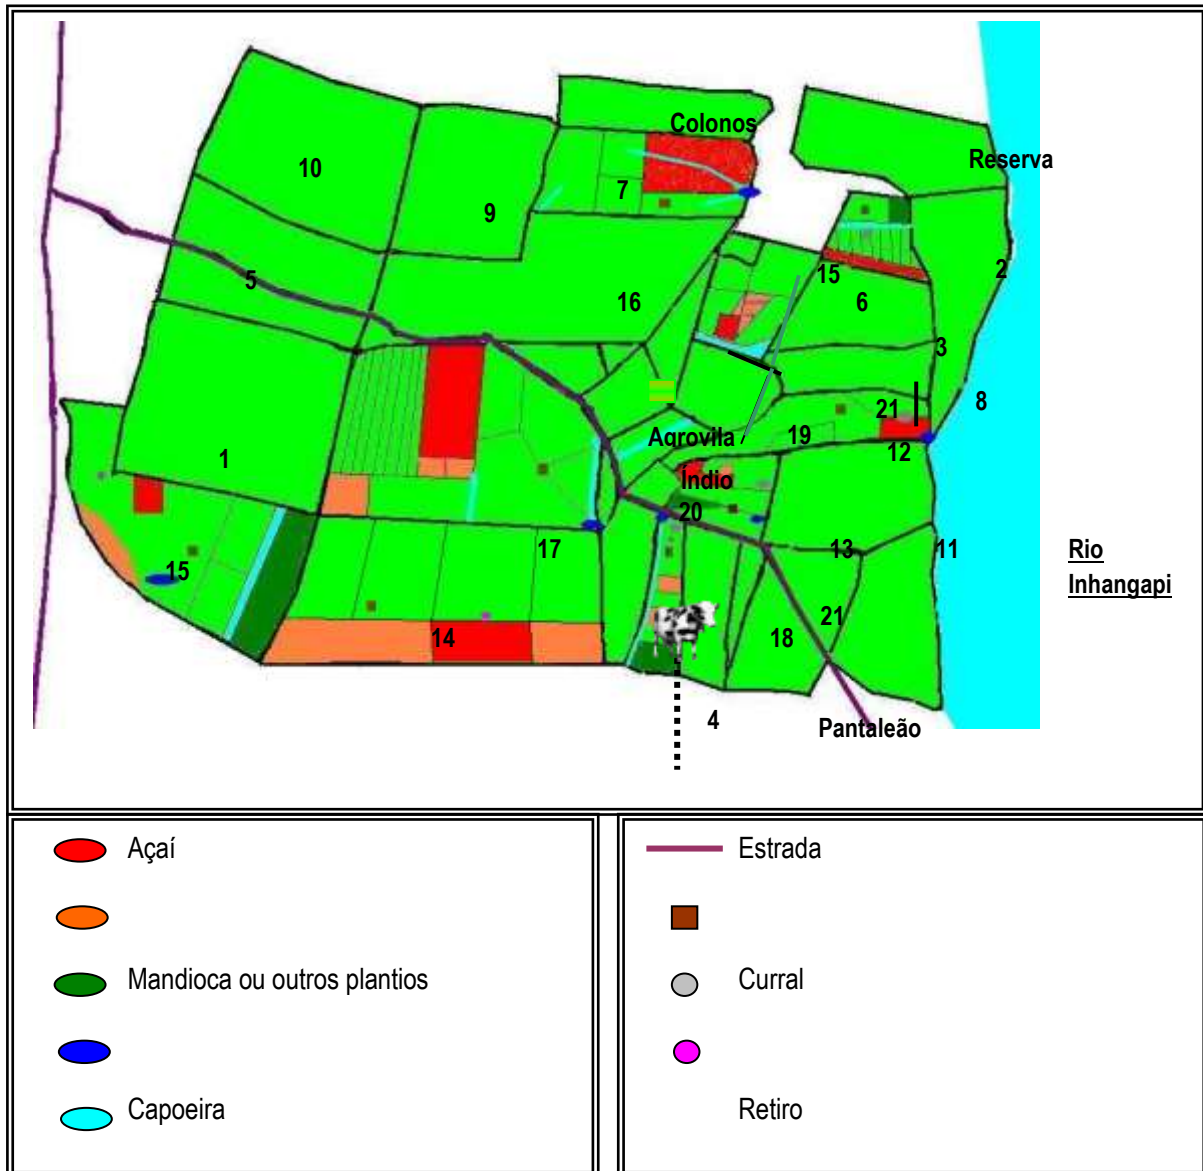 Colonos
Reserva
10
7
9
5
16
15
6
2
3
8
21
19
Agrovila
12
1
Índio
20
17
13
11
Rio
Inhangapi
15
14
18
21
4
Pantaleão
Açaí
Mandioca ou outros plantios
Capoeira
Estrada
Curral
Retiro